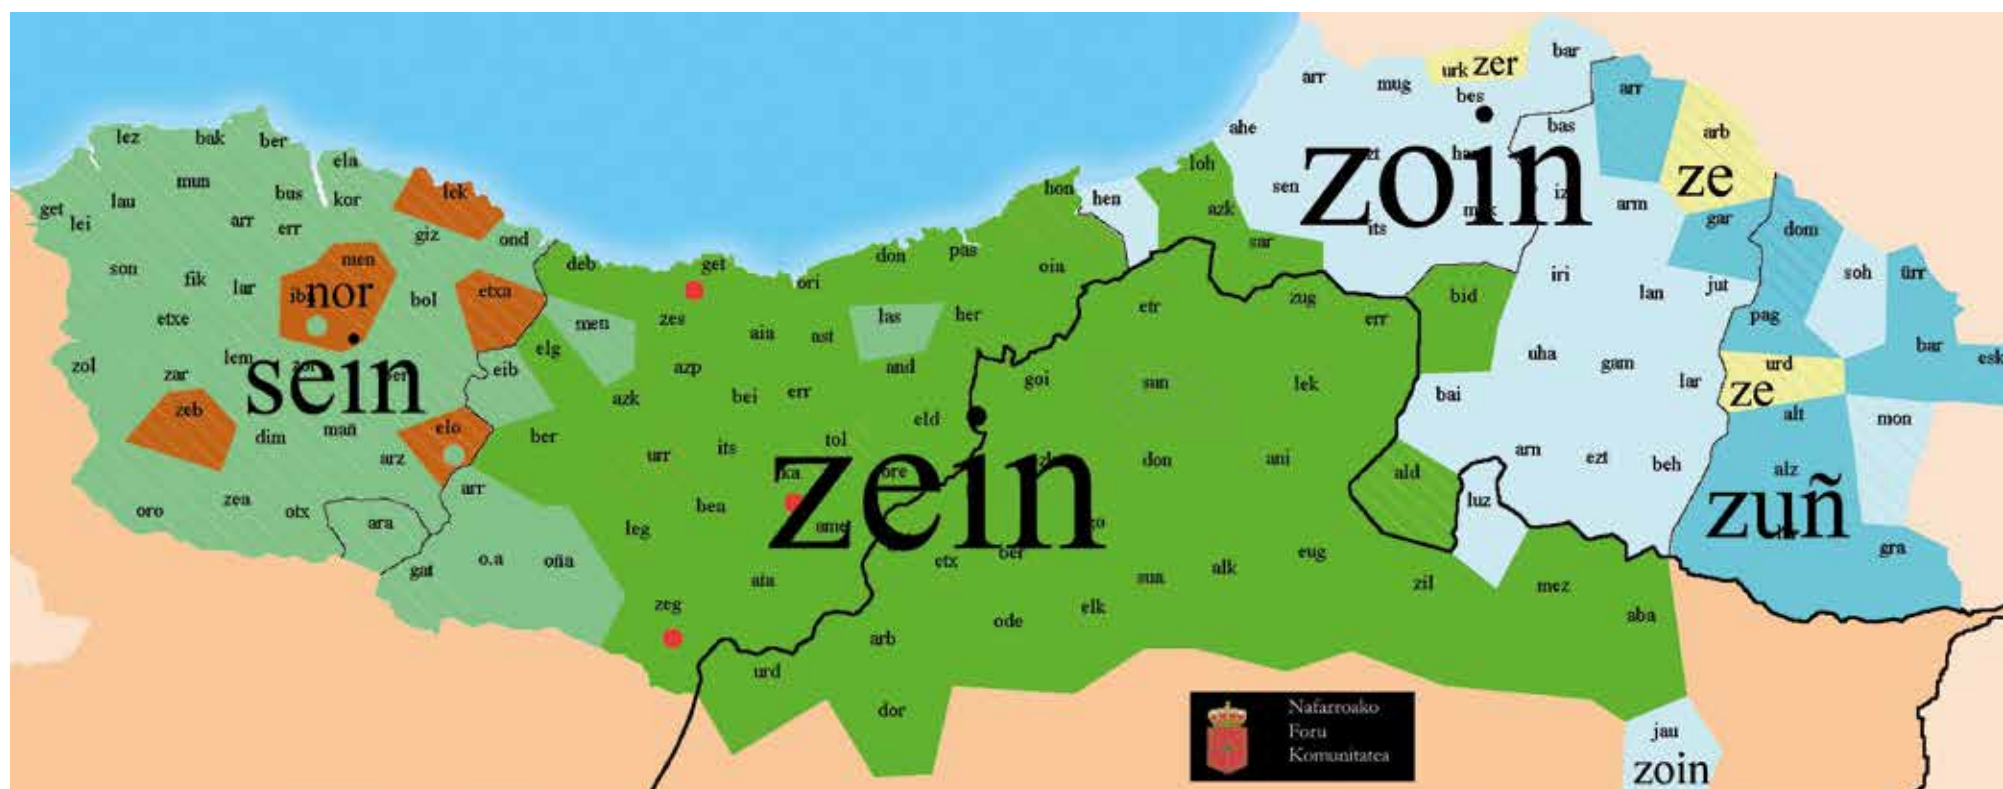 bar
urk zer
arr
mug
bes
arr
lez
bak
ber
ahe
bas
arb
ela
loh
zoin
ze
mun
bus
kor
lek
hon
hen
sen
arm
get
lei
lau
arr
err
giz
ond
azk
its
gar
dom
son
fik
lar
men
nor
bol
etxa
deb
get
ori
don
pas
oia
sar
iri
lan
jut
soh
ürr
etxe
men
zes
aia
ast
las
her
etr
zug
err
bid
pag
zol
zar
lem
sein
eib
elg
azp
and
goi
sun
lek
uha
gam
lar
urd
ze
bar
esk
zeb
dim
mañ
elo
azk
bei
err
eld
bai
alt
mon
arz
ber
urr
its
tol
zein
don
ani
ald
arn
ezt
beh
alz
zuñ
oro
zea
otx
ara
arr
leg
bea
luz
gat
o.a
oña
ata
etx
sua
alk
eug
zil
mez
gra
zeg
arb
ode
elk
aba
urd
dor
Nafarroako
Foru
Komunitatea
jau
zoin